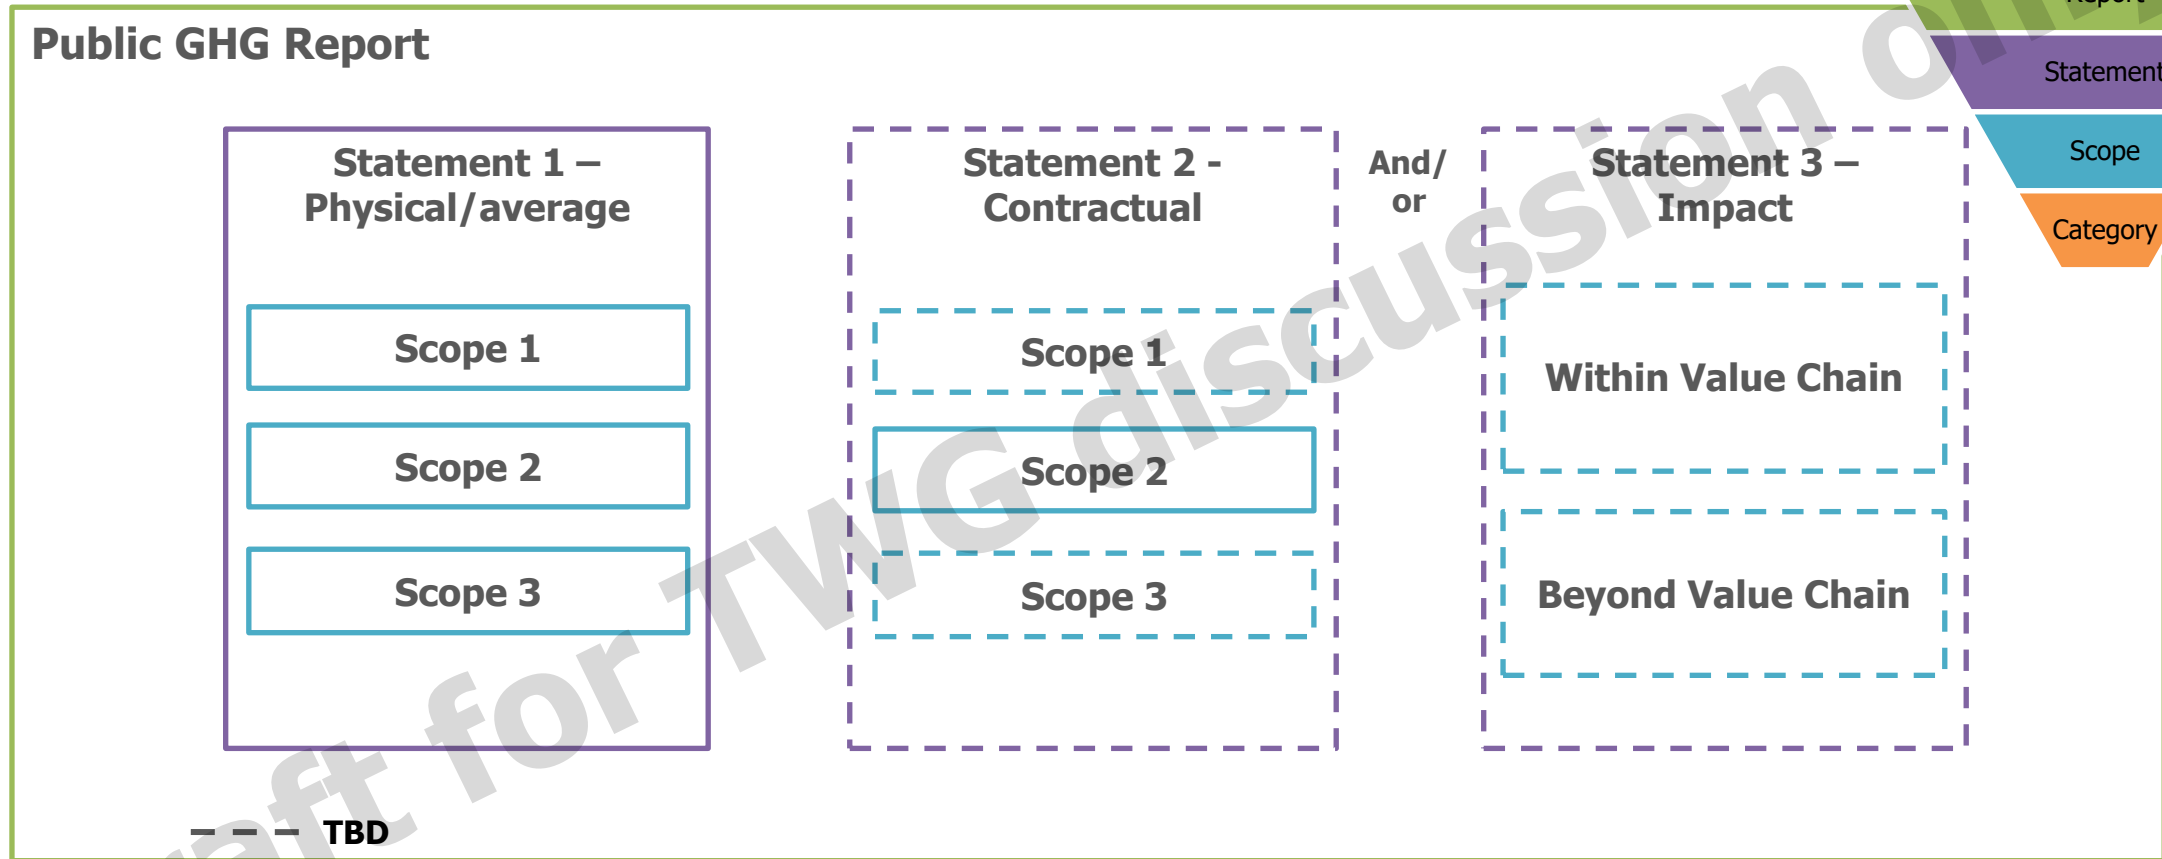 Public GHG Report
Report
Statement
Scope
Category
Statement 1 –
Physical/average
Scope 1
Scope 2
Scope 3
Statement 2 -
Contractual
Scope 1
Scope 2
Scope 3
And/
or
Statement 3 –
Impact
Within Value Chain
Beyond Value Chain
TBD
for TWG discussion